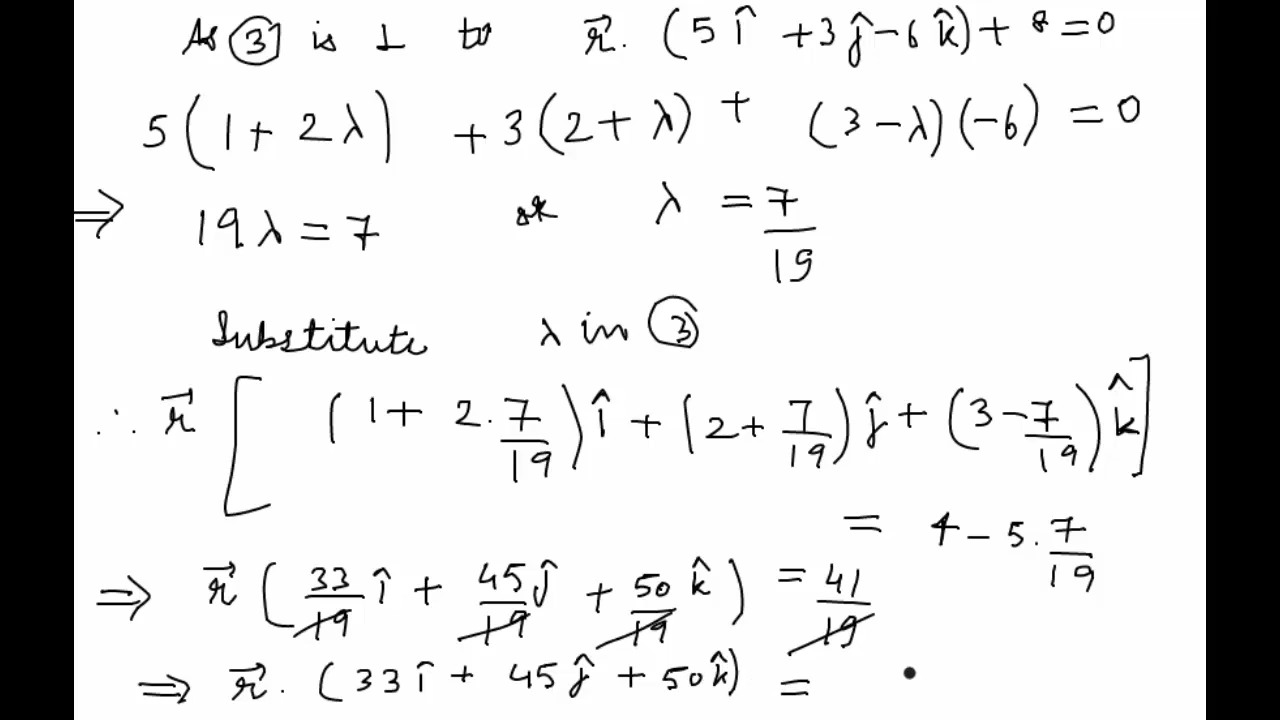 As ③ is ⊥ to r⃗. (5î + 3ĵ - 6k̂) + 8 = 0
5(1 + 2λ) + 3(2 + λ) + (3 - λ)(-6) = 0
⇒ 19λ = 7 or λ = 7/19
Substitute λ in ③
∴ r⃗ [(1 + 2.7/19)î + (2 + 7/19)ĵ + (3 - 7/19)k̂]
= 4 - 5.7/19
⇒ r⃗ (33/19 î + 45/19 ĵ + 50/19 k̂) = 41/19
⇒ r⃗. (33î + 45ĵ + 50k̂) =